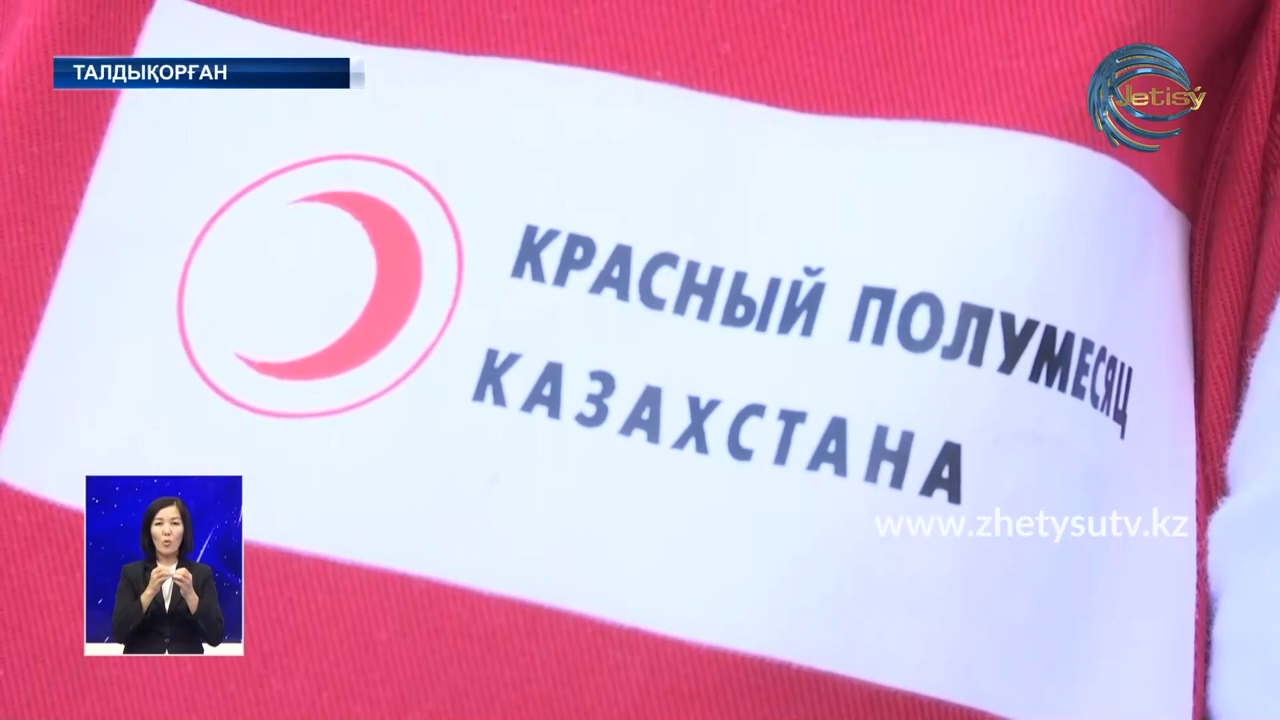 ТАЛДЫҚОРҒАН
Jetisý
КРАСНЫЙ ПОЛУМЕСЯЦ
КАЗАХСТАНА
www.zhetysutv.kz